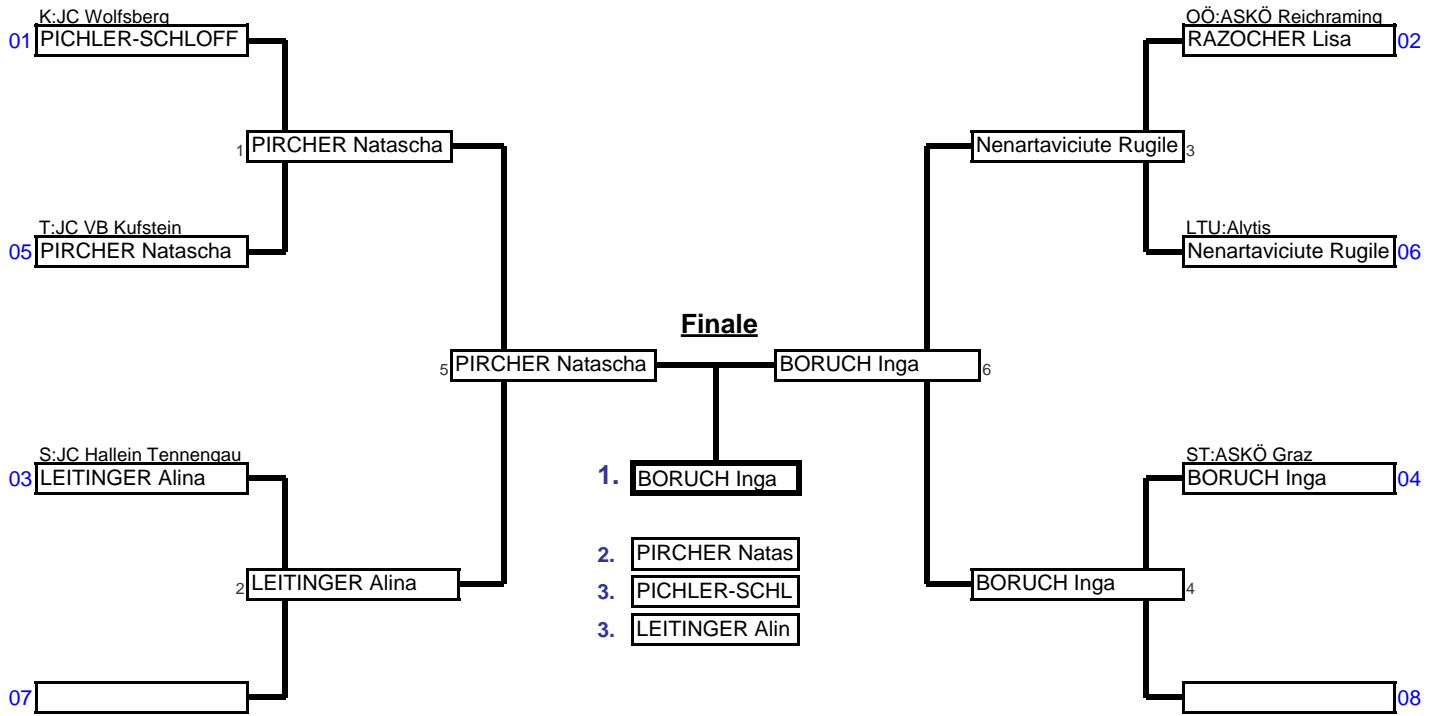 K:JC Wolfsberg
01 PICHLER-SCHLOFF
OÖ:ASKÖ Reichraming
RAZOCHER Lisa 02
1 PIRCHER Natascha
Nenartaviciute Rugile 3
T:JC VB Kufstein
05 PIRCHER Natascha
LTU:Alytis
Nenartaviciute Rugile 06
Finale
5 PIRCHER Natascha
BORUCH Inga 6
S:JC Hallein Tennengau
03 LEITINGER Alina
1. BORUCH Inga
ST:ASKÖ Graz
BORUCH Inga 04
2. PIRCHER Natas
3. PICHLER-SCHL
3. LEITINGER Alin
2 LEITINGER Alina
BORUCH Inga 4
07
08